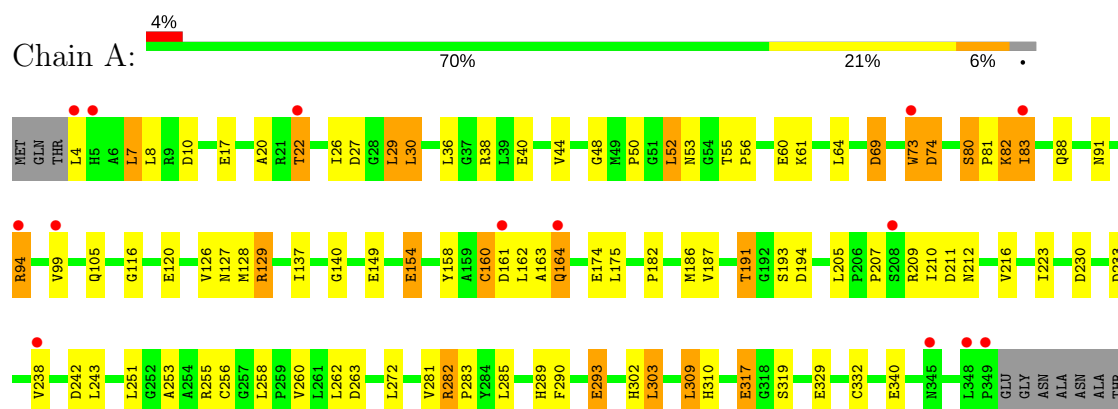 4%
Chain A:
70% 21% 6% •
MET GLN THR L4 H5 A6 L7 L8 R9 D10 E17 A20 R21 T22 I26 D27 G28 L29 L30 L36 G37 R38 L39 E40 V44 G48 M49 P50 G51 L52 N53 G54 T55 P56 E60 K61 L64 D69 W73 D74 S80 P81 K82 I83 Q88 N91
R94 V99 Q105 G116 E120 V126 N127 M128 R129 I137 G140 E149 E154 Y158 A159 C160 D161 L162 A163 Q164 E174 L175 P182 M186 V187 T191 G192 S193 D194 L205 P206 P207 S208 R209 I210 D211 N212 V216 I223 D230
V238 D242 L243 L251 G252 A253 A254 R255 C256 G257 L258 P259 V260 L261 L262 D263 L272 V281 R282 P283 Y284 L285 H289 F290 E293 H302 L303 L309 H310 E317 G318 S319 E329 C332 E340 N345 L348 P349 GLU GLY ASN ALA ASN ALA